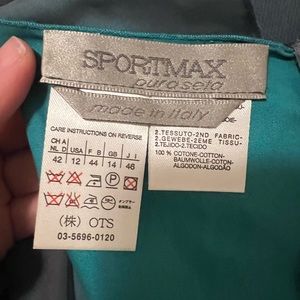 SPORTMAX
pura seta
made in italy
CARE INSTRUCTIONS ON REVERSE
CH A
NL D USA F B GB J I
42 12 44 14 46
(株) OTS
03-5696-0120
2.TESSUTO-2ND FABRIC-
2.GEWEBE-2EME TISSU-
2.TEJIDO-2.TECIDO
100 % COTONE-COTTON-
BAUMWOLLE-COTON-
ALGODON-ALGODÃO